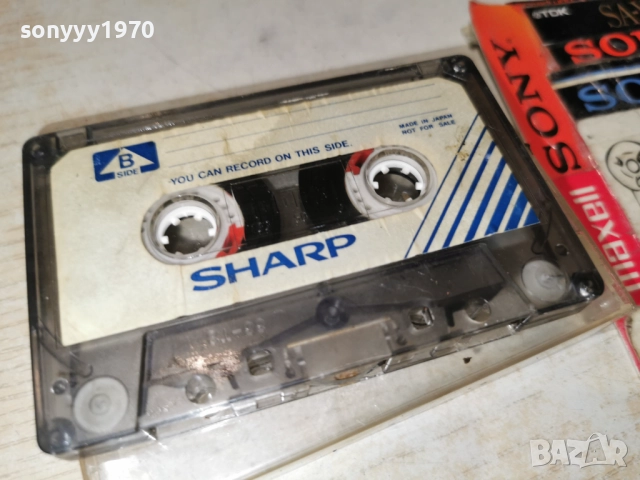 sonyyy1970
TDK
SONY
B
SIDE
YOU CAN RECORD ON THIS SIDE.
MADE IN JAPAN
NOT FOR SALE
SHARP
maxell
BAZAR